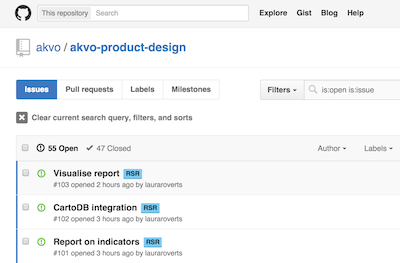 This repository Search Explore Gist Blog Help
akvo / akvo-product-design
Issues Pull requests Labels Milestones Filters is:open is:issue
Clear current search query, filters, and sorts
55 Open 47 Closed Author Labels
Visualise report RSR
#103 opened 2 hours ago by lauraroverts
CartoDB integration RSR
#102 opened 3 hours ago by lauraroverts
Report on indicators RSR
#101 opened 3 hours ago by lauraroverts